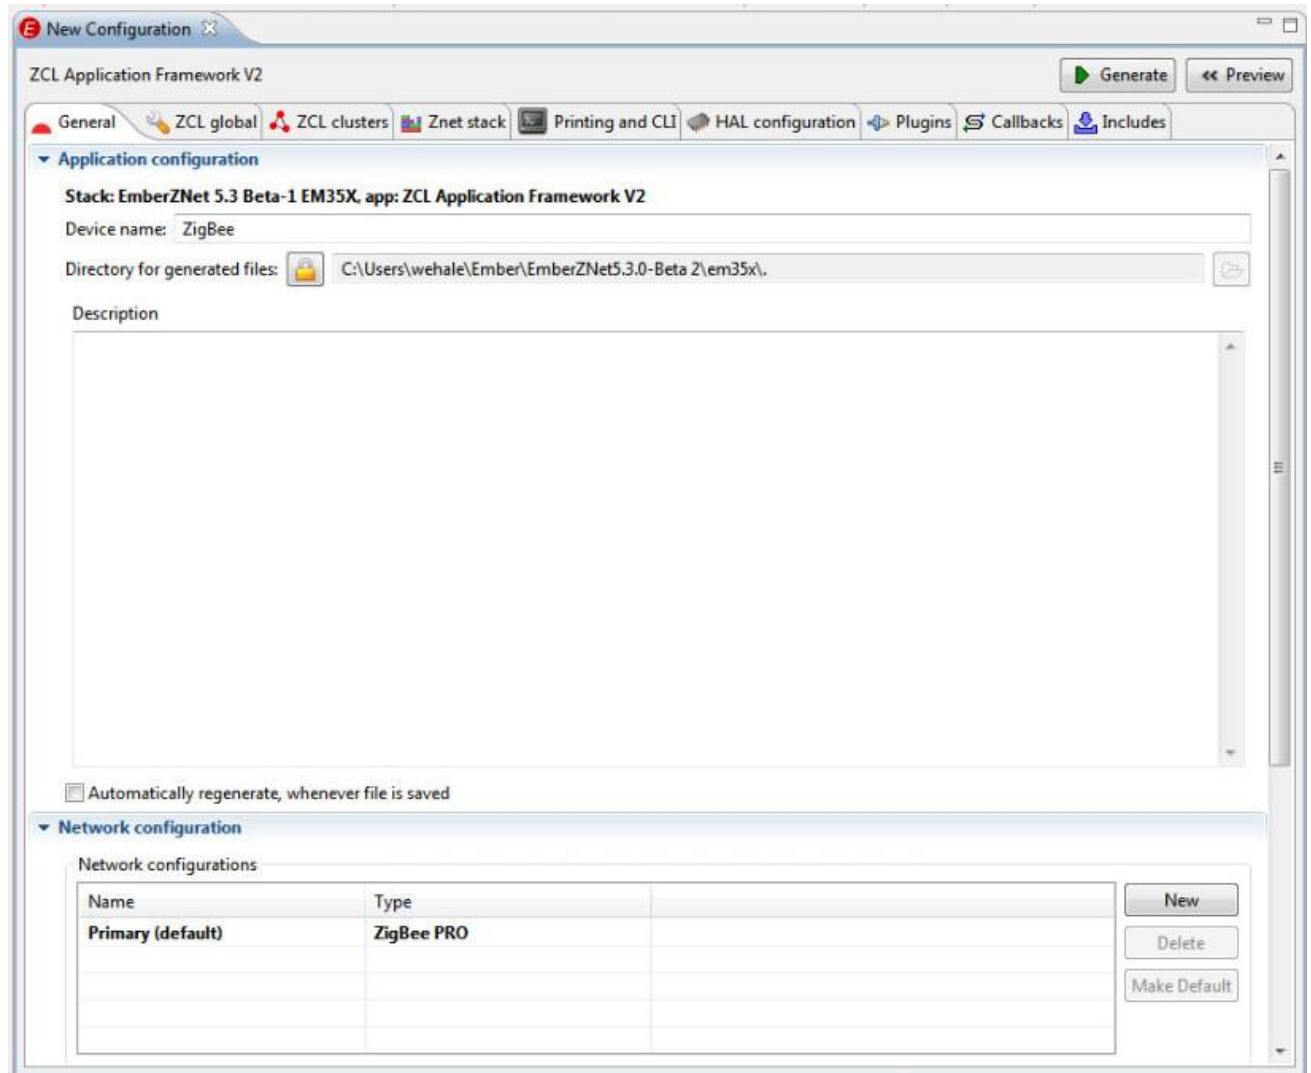 New Configuration
ZCL Application Framework V2
Generate
Preview
General ZCL global ZCL clusters Znet stack Printing and CLI HAL configuration Plugins Callbacks Includes
Application configuration
Stack: EmberZNet 5.3 Beta-1 EM35X, app: ZCL Application Framework V2
Device name: ZigBee
Directory for generated files: C:\Users\wehale\Ember\EmberZNet5.3.0-Beta 2\em35x\.
Description
Automatically regenerate, whenever file is saved
Network configuration
Network configurations
Name Type
New
Primary (default) ZigBee PRO
Delete
Make Default